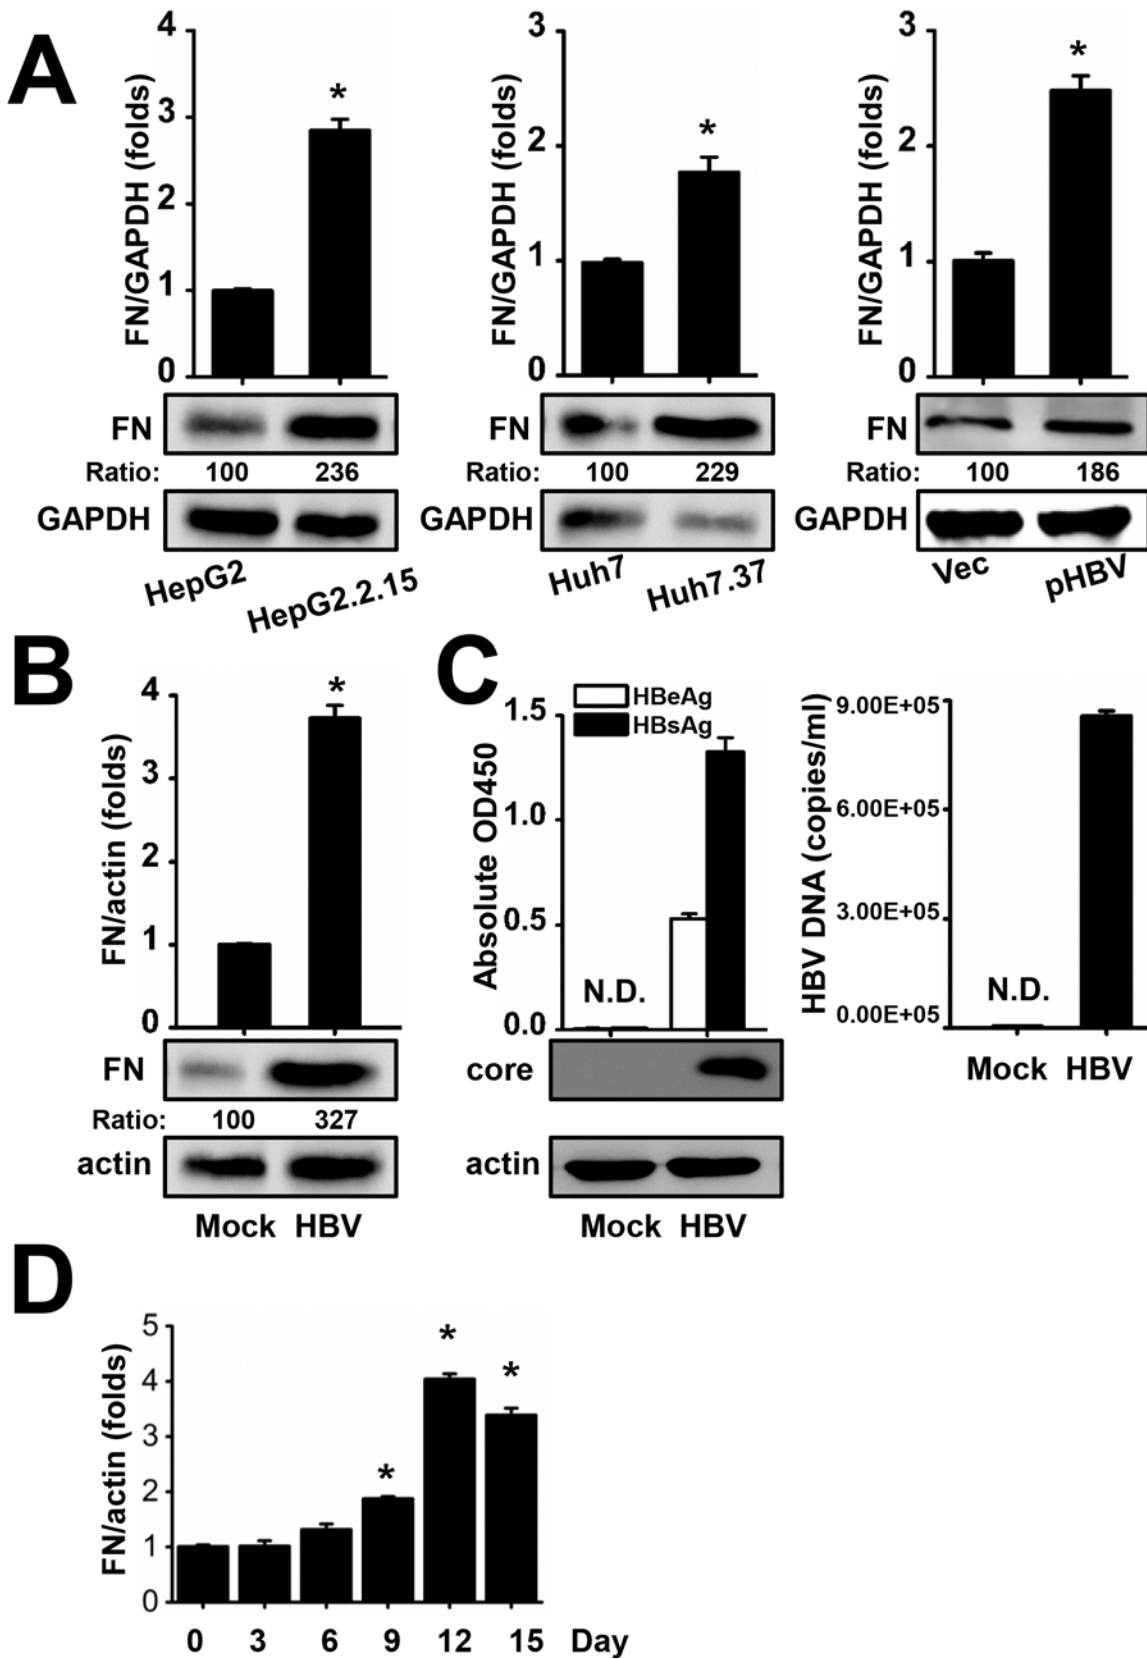 A
FN/GAPDH (folds)
4
3
2
1
0
*
FN
Ratio: 100 236
GAPDH
HepG2 HepG2.2.15
FN/GAPDH (folds)
3
2
1
0
*
FN
Ratio: 100 229
GAPDH
Huh7 Huh7.37
FN/GAPDH (folds)
3
2
1
0
*
FN
Ratio: 100 186
GAPDH
Vec pHBV
B
FN/actin (folds)
4
3
2
1
0
*
FN
Ratio: 100 327
actin
Mock HBV
C
HBeAg
HBsAg
Absolute OD450
1.5
1.0
0.5
0.0
N.D.
core
actin
Mock HBV
HBV DNA (copies/ml)
9.00E+05
6.00E+05
3.00E+05
0.00E+05
N.D.
Mock HBV
D
FN/actin (folds)
5
4
3
2
1
0
*
*
*
0 3 6 9 12 15 Day